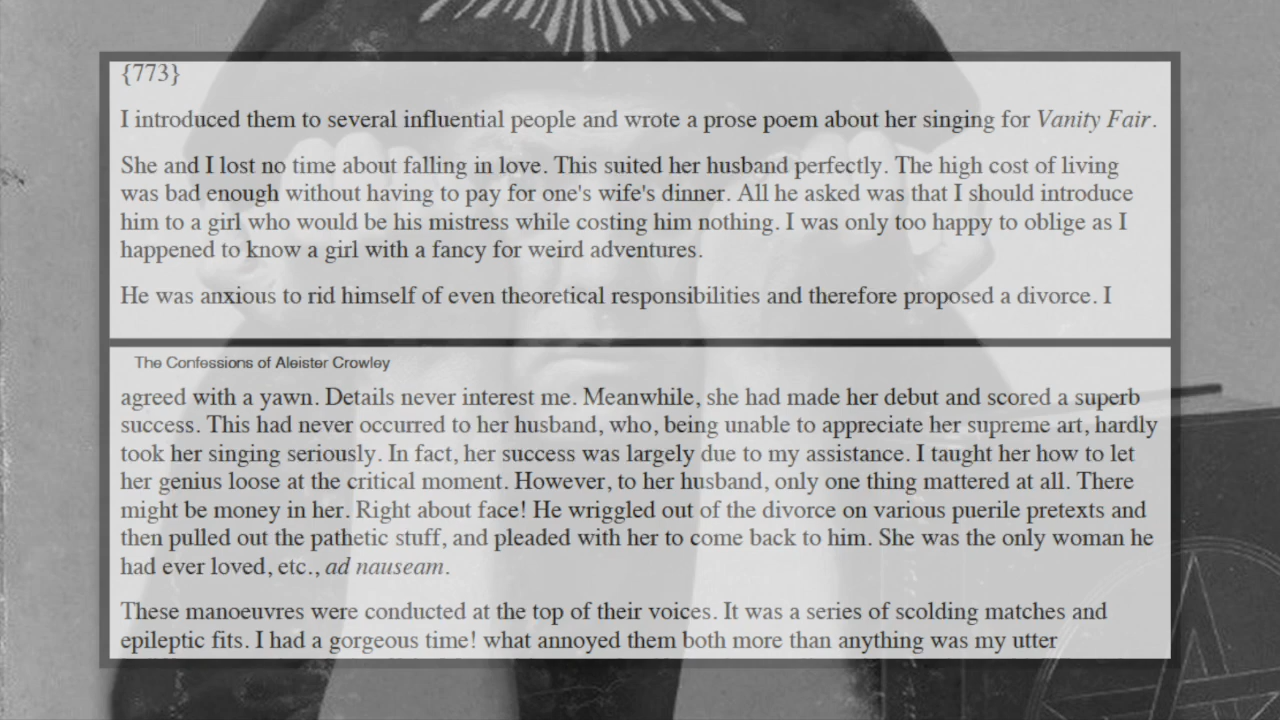 {773}
I introduced them to several influential people and wrote a prose poem about her singing for Vanity Fair.
She and I lost no time about falling in love. This suited her husband perfectly. The high cost of living
was bad enough without having to pay for one's wife's dinner. All he asked was that I should introduce
him to a girl who would be his mistress while costing him nothing. I was only too happy to oblige as I
happened to know a girl with a fancy for weird adventures.
He was anxious to rid himself of even theoretical responsibilities and therefore proposed a divorce. I
The Confessions of Aleister Crowley
agreed with a yawn. Details never interest me. Meanwhile, she had made her debut and scored a superb
success. This had never occurred to her husband, who, being unable to appreciate her supreme art, hardly
took her singing seriously. In fact, her success was largely due to my assistance. I taught her how to let
her genius loose at the critical moment. However, to her husband, only one thing mattered at all. There
might be money in her. Right about face! He wriggled out of the divorce on various puerile pretexts and
then pulled out the pathetic stuff, and pleaded with her to come back to him. She was the only woman he
had ever loved, etc., ad nauseam.
These manoeuvres were conducted at the top of their voices. It was a series of scolding matches and
epileptic fits. I had a gorgeous time! what annoyed them both more than anything was my utter